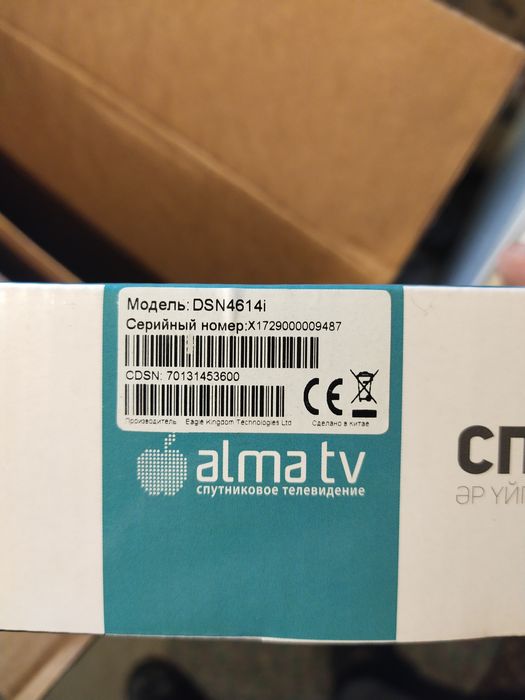 Модель: DSN4614i
Серийный номер:X1729000009487
CDSN: 70131453600
CE
Производитель Eagle Kingdom Technologies Ltd Сделано в Китае
alma tv
спутниковое телевидение
СП
ӘР ҮЙ